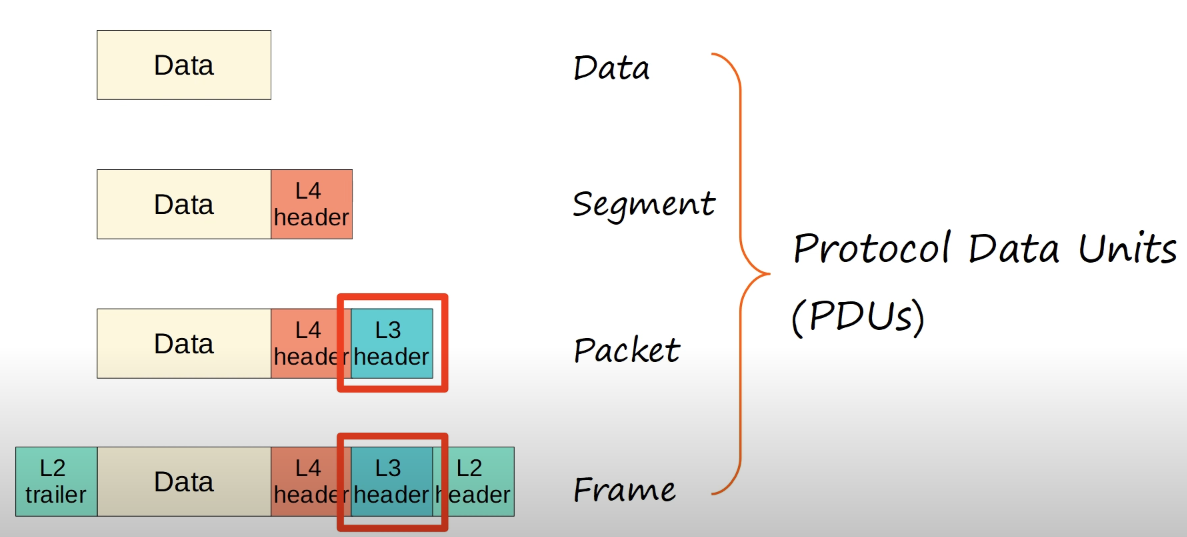 Data
Data
Data
L4
header
Segment
Data
L4
header
L3
header
Packet
L2
trailer
Data
L4
header
L3
header
L2
header
Frame
Protocol Data Units
(PDUs)